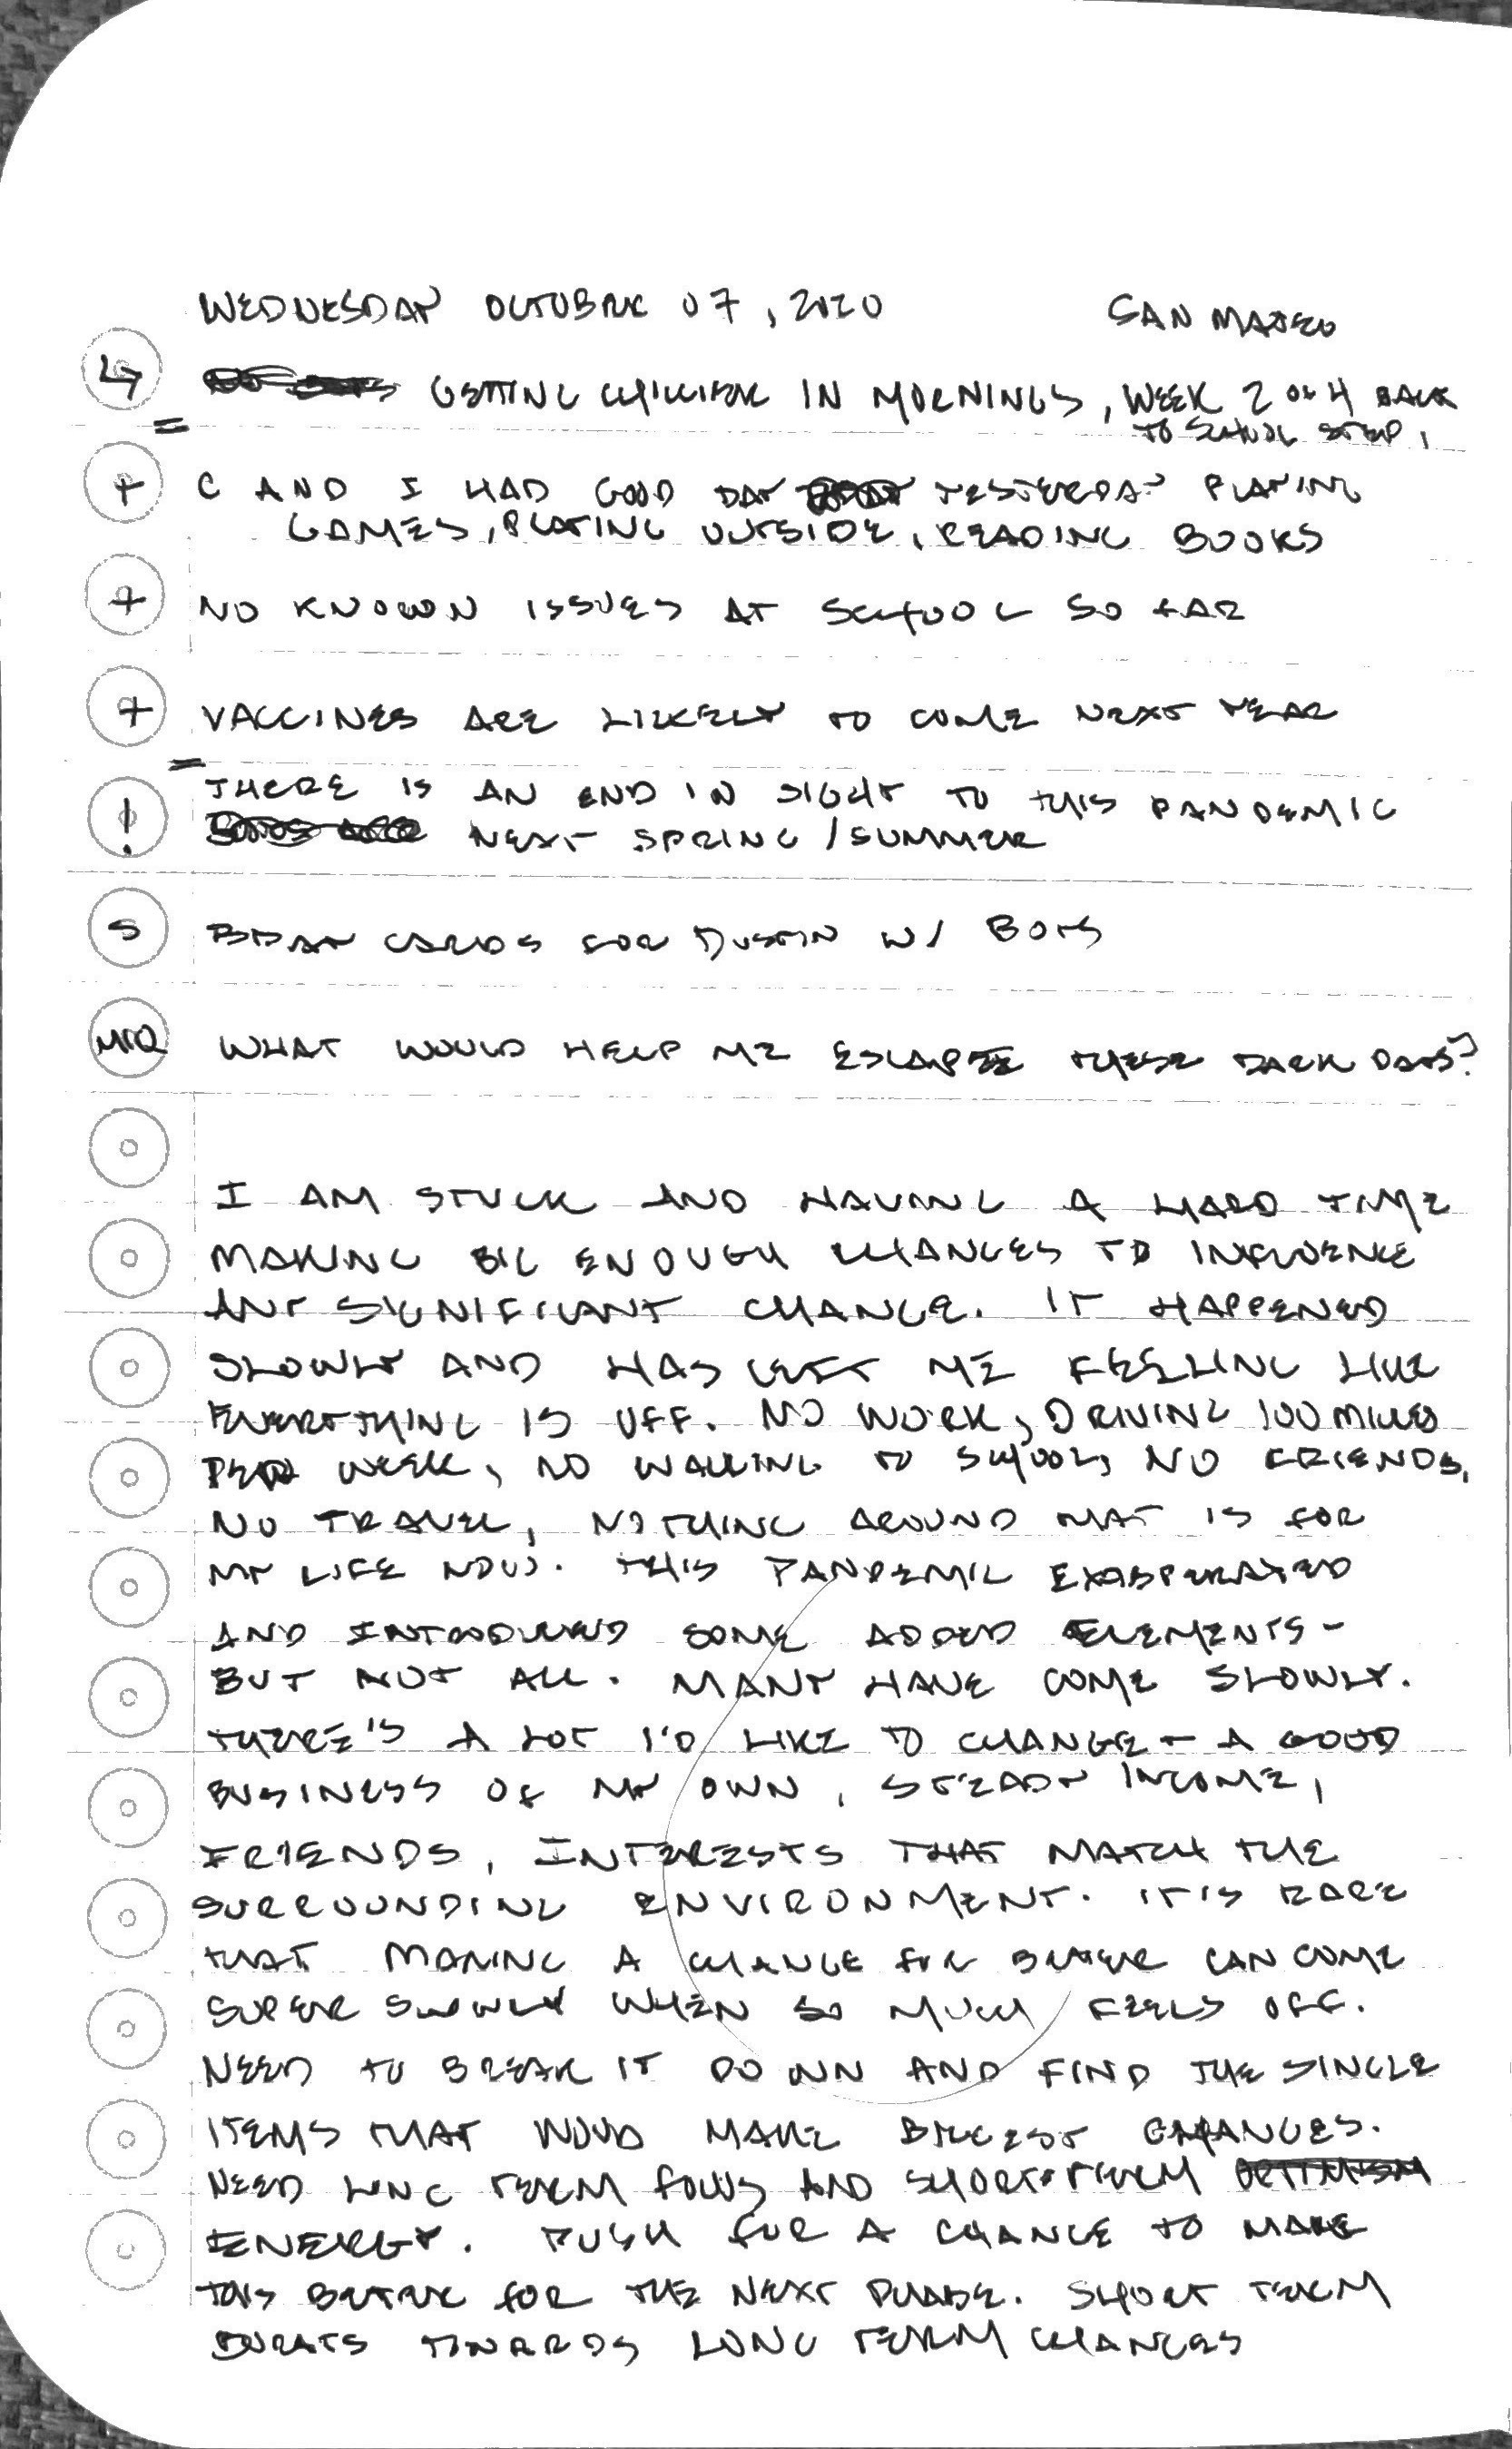 WEDNESDAY OCTOBER 07, 2020 SAN MATEO
↳ GETTING CHILLIER IN MORNINGS, WEEK 2 OF 4 BACK
TO SCHOOL STEP,
=
+ C AND I HAD GOOD DAY YESTERDAY PLAYING
GAMES, PLAYING OUTSIDE, READING BOOKS
+ NO KNOWN ISSUES AT SCHOOL SO FAR
+ VACCINES ARE LIKELY TO COME NEXT YEAR
=
THERE IS AN END IN SIGHT TO THIS PANDEMIC
! NEXT SPRING / SUMMER
S BDAY CARDS FOR DUSTIN W/ BOYS
MQ WHAT WOULD HELP ME ESCAPE THESE DARK DAYS?
I AM STUCK AND HAVING A HARD TIME
MAKING BIG ENOUGH CHANGES TO INFLUENCE
ANY SIGNIFICANT CHANGE. IT HAPPENED
SLOWLY AND HAS LEFT ME FEELING LIKE
EVERYTHING IS OFF. NO WORK, DRIVING 100 MILES
PER WEEK, NO WALKING TO SCHOOL, NO FRIENDS,
NO TRAVEL, NOTHING AROUND THAT IS FOR
MY LIFE NOW. THIS PANDEMIC EXASPERATED
AND INTRODUCED SOME ADDED ELEMENTS -
BUT NOT ALL. MANY HAVE COME SLOWLY.
THERE'S A LOT I'D LIKE TO CHANGE - A GOOD
BUSINESS OF MY OWN, STEADY INCOME,
FRIENDS, INTERESTS THAT MATCH THE
SURROUNDING ENVIRONMENT. IT IS RARE
THAT MAKING A CHANGE FOR BETTER CAN COME
SUPER SLOWLY WHEN SO MUCH FEELS OFF.
NEED TO BREAK IT DOWN AND FIND THE SINGLE
ITEMS THAT WOULD MAKE BIGGEST CHANGES.
NEED LONG TERM FOCUS AND SHORT TERM OPTIMISM
ENERGY. PUSH FOR A CHANGE TO MAKE
THIS BETTER FOR THE NEXT PHASE. SHORT TERM
BURSTS TOWARDS LONG TERM CHANGES